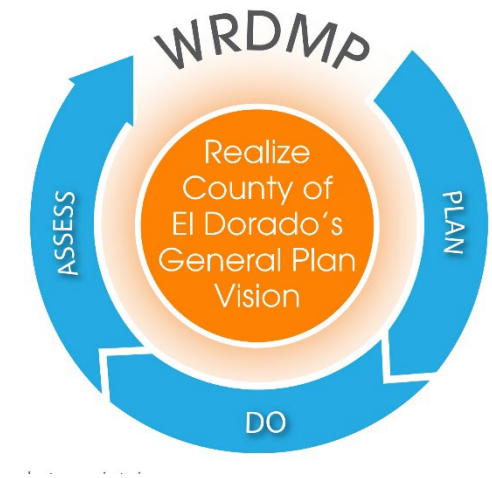 WRDMP
Realize
County of
El Dorado's
General Plan
Vision
PLAN
DO
ASSESS